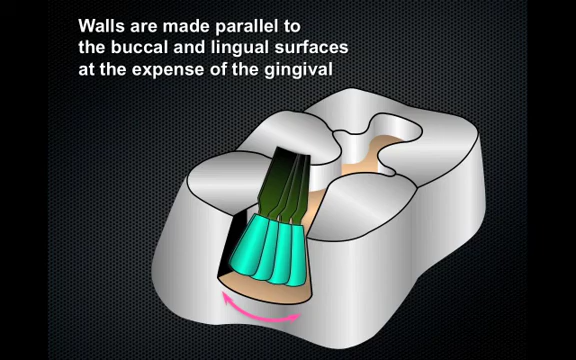 Walls are made parallel to
the buccal and lingual surfaces
at the expense of the gingival